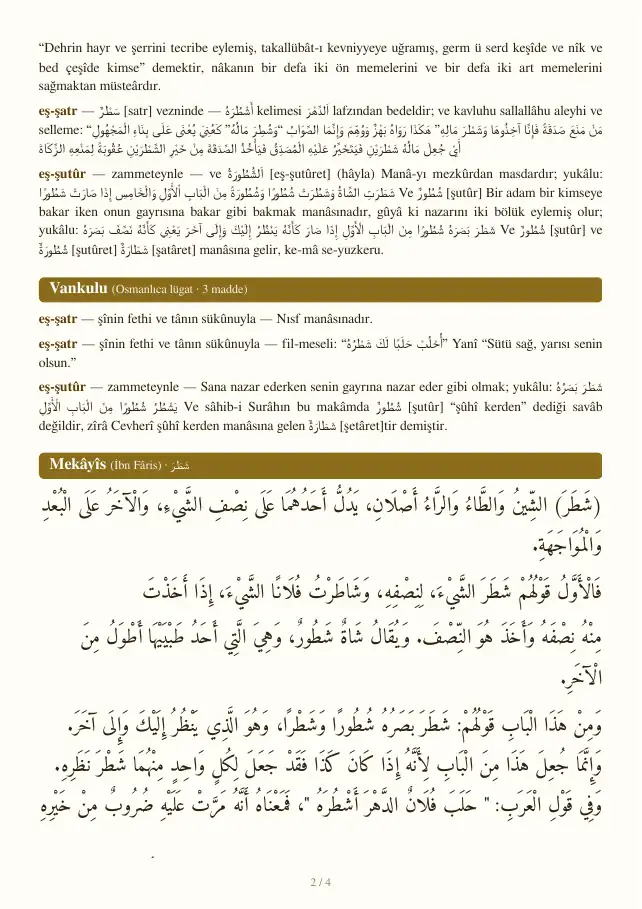 “Dehrin hayr ve şerrini tecribe eylemiş, takallübât-ı kevniyyeye uğramış, germ ü serd keşîde ve nîk ve
bed çeşîde kimse” demektir, nâkanın bir defa iki ön memelerini ve bir defa iki art memelerini
sağmaktan müsteârdır.
eş-şatr — شَطْرٌ [satr] vezninde — أَشْطُرَهُ kelimesi اَلدَّهْرَ lafzından bedeldir; ve kavluhu sallallâhu aleyhi ve
selleme: “مَنْ مَنَعَ صَدَقَةً فَإِنَّا آخِذُوهَا وَشَطْرَ مَالِهِ” هَكَذَا رَوَاهُ بَهْزٌ وَوُهِّمَ وَإِنَّمَا الصَّوَابُ “وَشُطِرَ مَالُهُ” كَعُنِيَ يُعْنَى عَلَى بِنَاءِ الْمَجْهُولِ
أَيْ جُعِلَ مَالُهُ شَطْرَيْنِ فَيَتَخَيَّرُ عَلَيْهِ الْمُصَدِّقُ فَيَأْخُذُ الصَّدَقَةَ مِنْ خَيْرِ الشَّطْرَيْنِ عُقُوبَةً لِمَنْعِهِ الزَّكَاةَ
eş-şutûr — zammeteynle — ve اَلشُّطُورَةُ [eş-şutûret] (hâyla) Manâ-yı mezkûrdan masdardır; yukâlu:
شَطَرَتِ الشَّاةُ وَشَطُرَتْ شُطُورًا وَشُطُورَةً مِنَ الْبَابِ الْأَوَّلِ وَالْخَامِسِ إِذَا صَارَتْ شَطُورًا Ve شُطُورٌ [şutûr] Bir adam bir kimseye
bakar iken onun gayrısına bakar gibi bakmak manâsınadır, gûyâ ki nazarını iki bölük eylemiş olur;
yukâlu: شَطَرَ بَصَرُهُ شُطُورًا مِنَ الْبَابِ الْأَوَّلِ إِذَا صَارَ كَأَنَّهُ يَنْظُرُ إِلَيْكَ وَإِلَى آخَرَ يَعْنِي كَأَنَّهُ نَصَّفَ بَصَرَهُ Ve شُطُورٌ [şutûr] ve
شُطُورَةٌ [şutûret] شَطَارَةٌ [şatâret] manâsına gelir, ke-mâ se-yuzkeru.
Vankulu (Osmanlıca lügat · 3 madde)
eş-şatr — şînin fethi ve tânın sükûnuyla — Nısf manâsınadır.
eş-şatr — şînin fethi ve tânın sükûnuyla — fil-meseli: “أُحْلُبْ حَلَبًا لَكَ شَطْرُهُ” Yanî “Sütü sağ, yarısı senin
olsun.”
eş-şutûr — zammeteynle — Sana nazar ederken senin gayrına nazar eder gibi olmak; yukâlu: شَطَرَ بَصَرُهُ
يَشْطُرُ شُطُورًا مِنَ الْبَابِ الْأَوَّلِ Ve sâhib-i Surâhın bu makâmda شُطُورٌ [şutûr] “şûhî kerden” dediği savâb
değildir, zîrâ Cevherî şûhî kerden manâsına gelen شَطَارَةٌ [şetâret]tir demiştir.
Mekâyîs (İbn Fâris) · شَطَرَ
(شَطَرَ) الشِّينُ وَالطَّاءُ وَالرَّاءُ أَصْلَانِ، يَدُلُّ أَحَدُهُمَا عَلَى نِصْفِ الشَّيْءِ، وَالْآخَرُ عَلَى الْبُعْدِ
وَالْمُوَاجَهَةِ.
فَالْأَوَّلُ قَوْلُهُمْ شَطَرَ الشَّيْءَ، لِنِصْفِهِ، وَشَاطَرْتُ فُلَانًا الشَّيْءَ، إِذَا أَخَذْتَ
مِنْهُ نِصْفَهُ وَأَخَذَ هُوَ النِّصْفَ. وَيُقَالُ شَاةٌ شَطُورٌ، وَهِيَ الَّتِي أَحَدُ طُبْيَيْهَا أَطْوَلُ مِنَ
الْآخَرِ.
وَمِنْ هَذَا الْبَابِ قَوْلُهُمْ: شَطَرَ بَصَرُهُ شُطُورًا وَشَطْرًا، وَهُوَ الَّذِي يَنْظُرُ إِلَيْكَ وَإِلَى آخَرَ.
وَإِنَّمَا جُعِلَ هَذَا مِنَ الْبَابِ لِأَنَّهُ إِذَا كَانَ كَذَا فَقَدْ جَعَلَ لِكُلِّ وَاحِدٍ مِنْهُمَا شَطْرَ نَظَرِهِ.
وَفِي قَوْلِ الْعَرَبِ: " حَلَبَ فُلَانٌ الدَّهْرَ أَشْطُرَهُ "، فَمَعْنَاهُ أَنَّهُ مَرَّتْ عَلَيْهِ ضُرُوبٌ مِنْ خَيْرِهِ
2 / 4